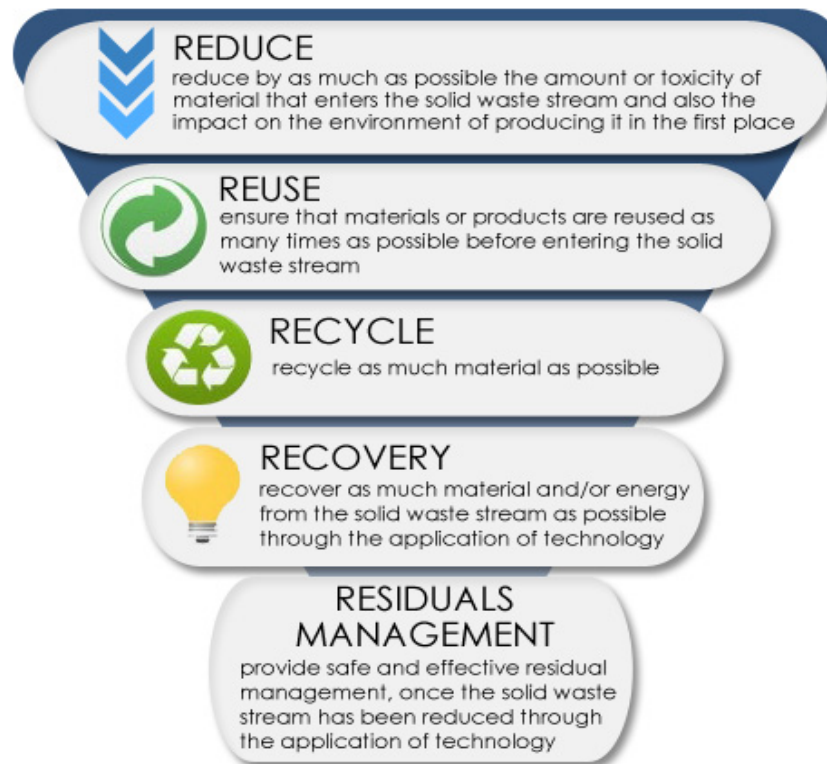 REDUCE
reduce by as much as possible the amount or toxicity of
material that enters the solid waste stream and also the
impact on the environment of producing it in the first place
REUSE
ensure that materials or products are reused as
many times as possible before entering the solid
waste stream
RECYCLE
recycle as much material as possible
RECOVERY
recover as much material and/or energy
from the solid waste stream as possible
through the application of technology
RESIDUALS
MANAGEMENT
provide safe and effective residual
management, once the solid waste
stream has been reduced through
the application of technology